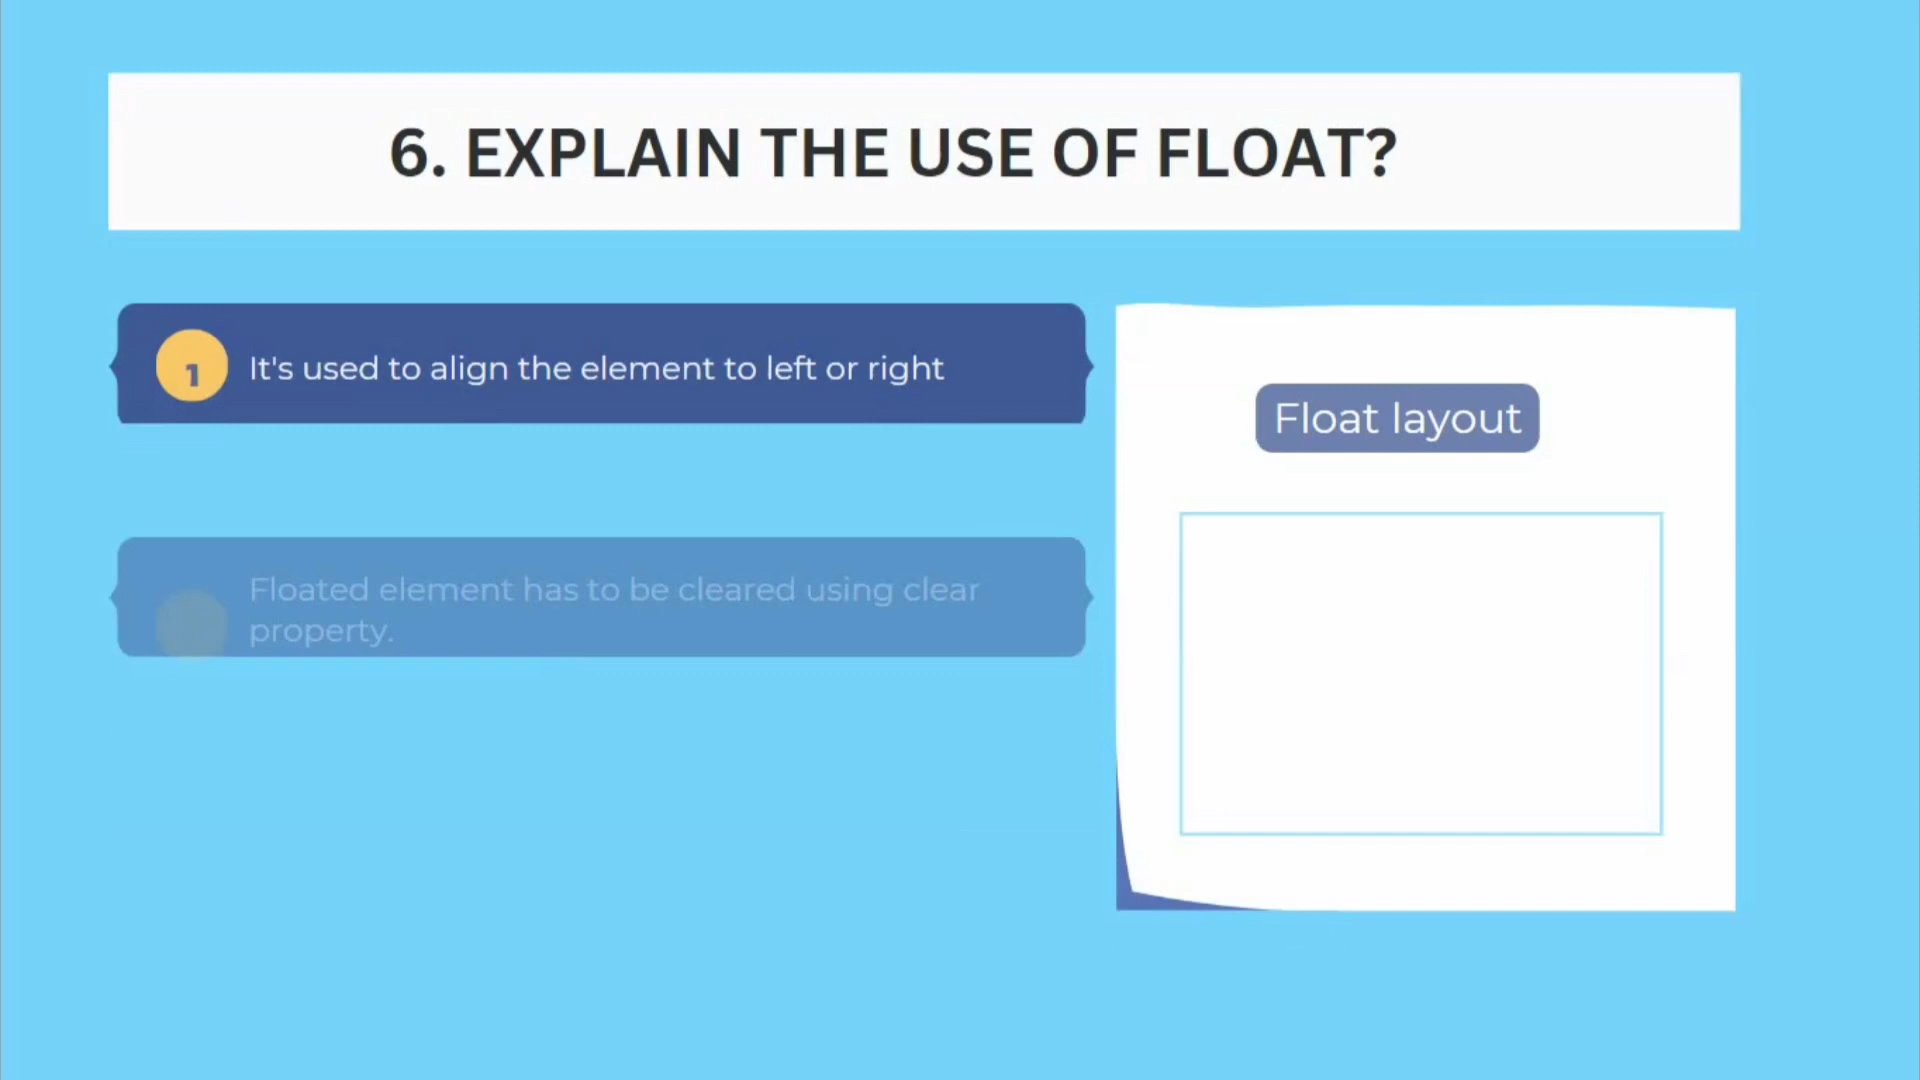 6. EXPLAIN THE USE OF FLOAT?
1
It's used to align the element to left or right
Floated element has to be cleared using clear
property.
Float layout